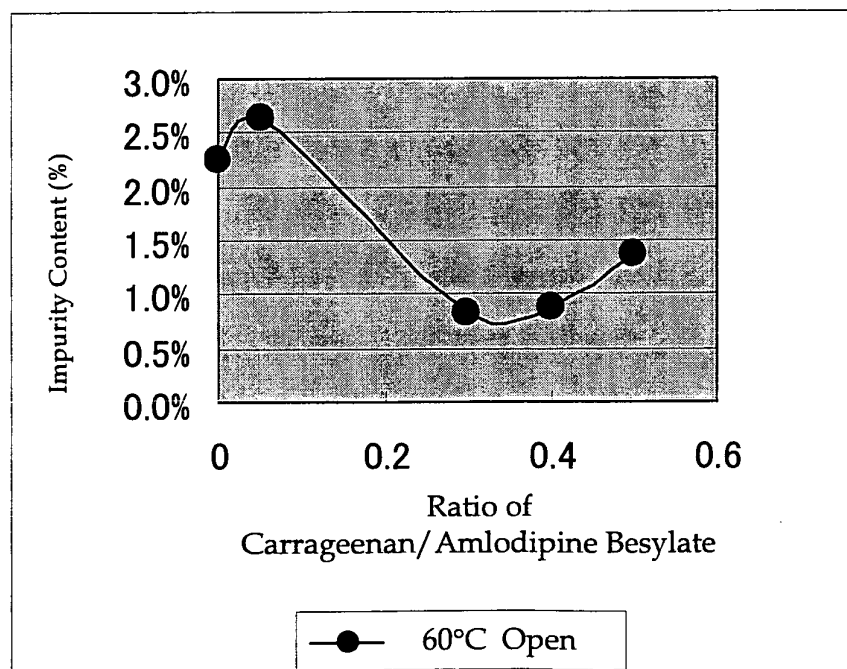 3.0%
2.5%
2.0%
1.5%
1.0%
0.5%
0.0%
Impurity Content (%)
0 0.2 0.4 0.6
Ratio of
Carrageenan/Amlodipine Besylate
60°C Open